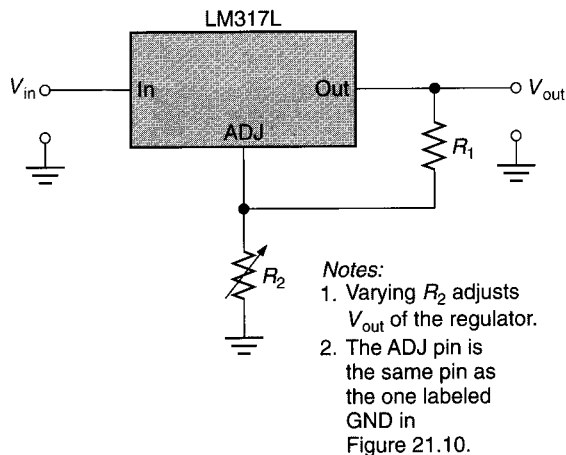 LM317L
V_in
In
Out
V_out
ADJ
R_1
R_2
Notes:
1. Varying R_2 adjusts
V_out of the regulator.
2. The ADJ pin is
the same pin as
the one labeled
GND in
Figure 21.10.